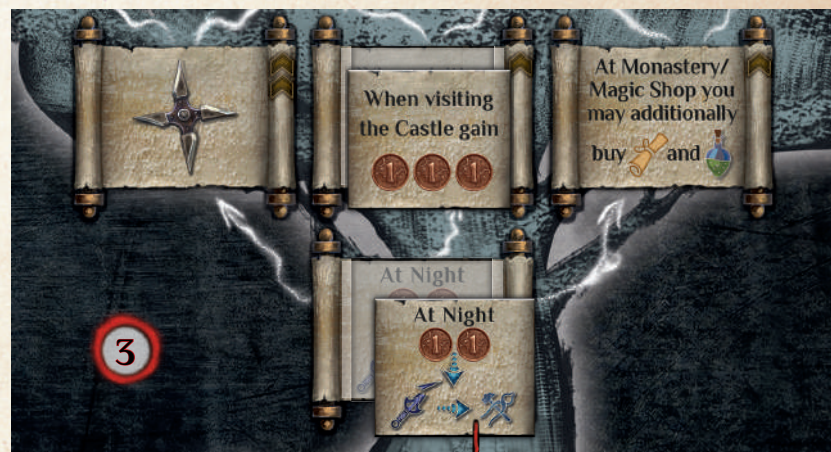 When visiting
the Castle gain
1 1 1
At Monastery/
Magic Shop you
may additionally
buy and
At Night
At Night
1 1
3